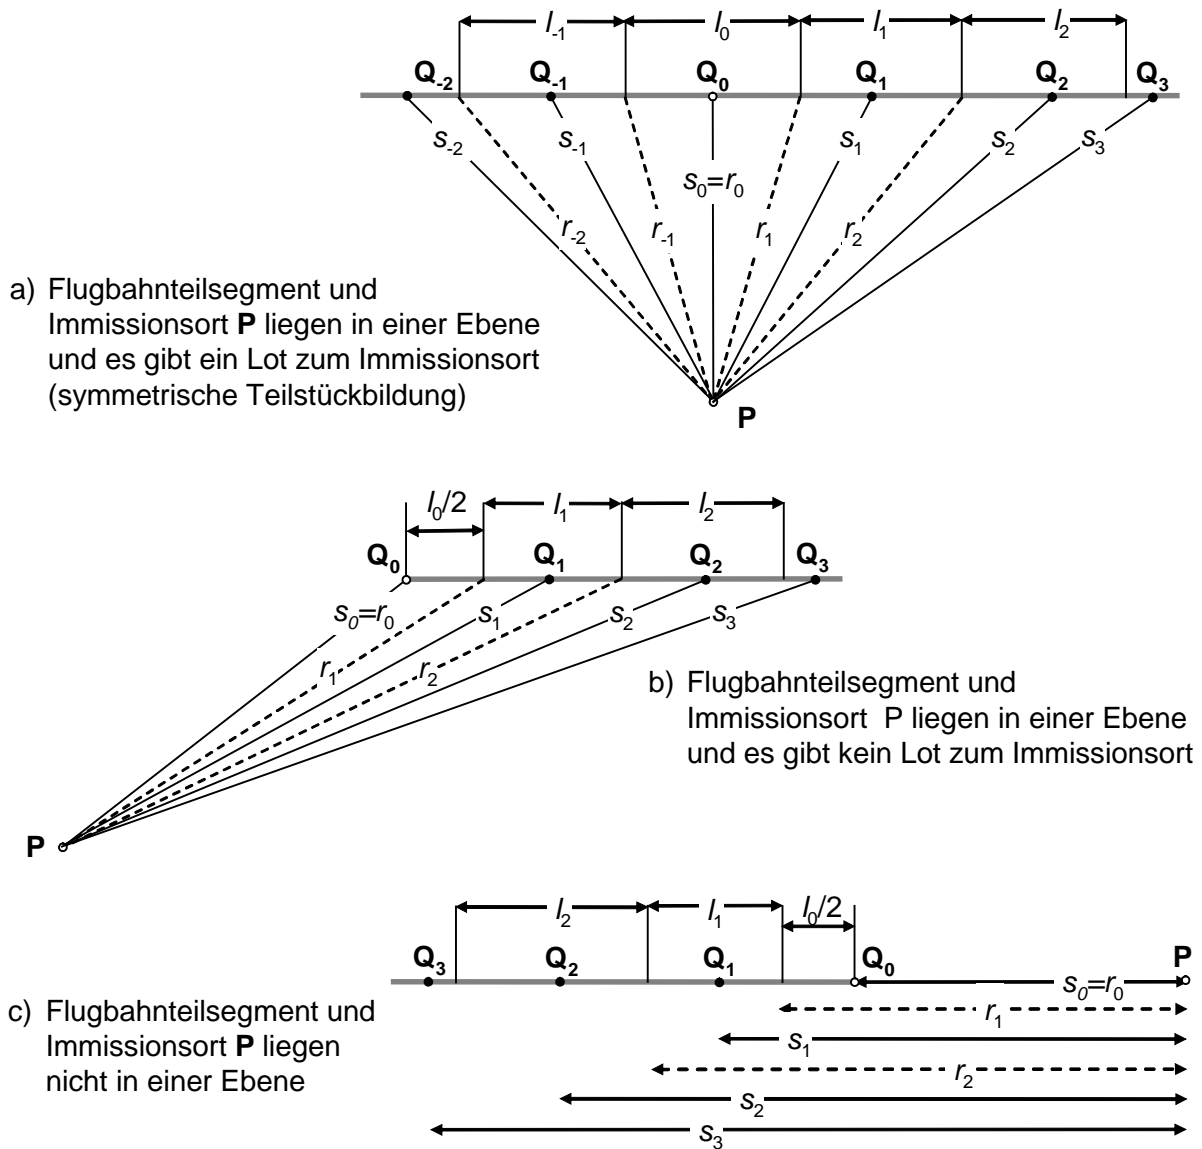 l-1 l0 l1 l2
Q-2 Q-1 Q0 Q1 Q2 Q3
s-2 s-1 s1 s2 s3
s0=r0
r-2 r-1 r1 r2
a) Flugbahnteilsegment und
Immissionsort P liegen in einer Ebene
und es gibt ein Lot zum Immissionsort
(symmetrische Teilstückbildung)
P
l0/2 l1 l2
Q0 Q1 Q2 Q3
s0=r0 s1 s2 s3
r1 r2
b) Flugbahnteilsegment und
Immissionsort P liegen in einer Ebene
und es gibt kein Lot zum Immissionsort
P
l2 l1 l0/2
Q3 Q2 Q1 Q0 P
s0=r0
c) Flugbahnteilsegment und
Immissionsort P liegen
nicht in einer Ebene
r1
s1
r2
s2
s3